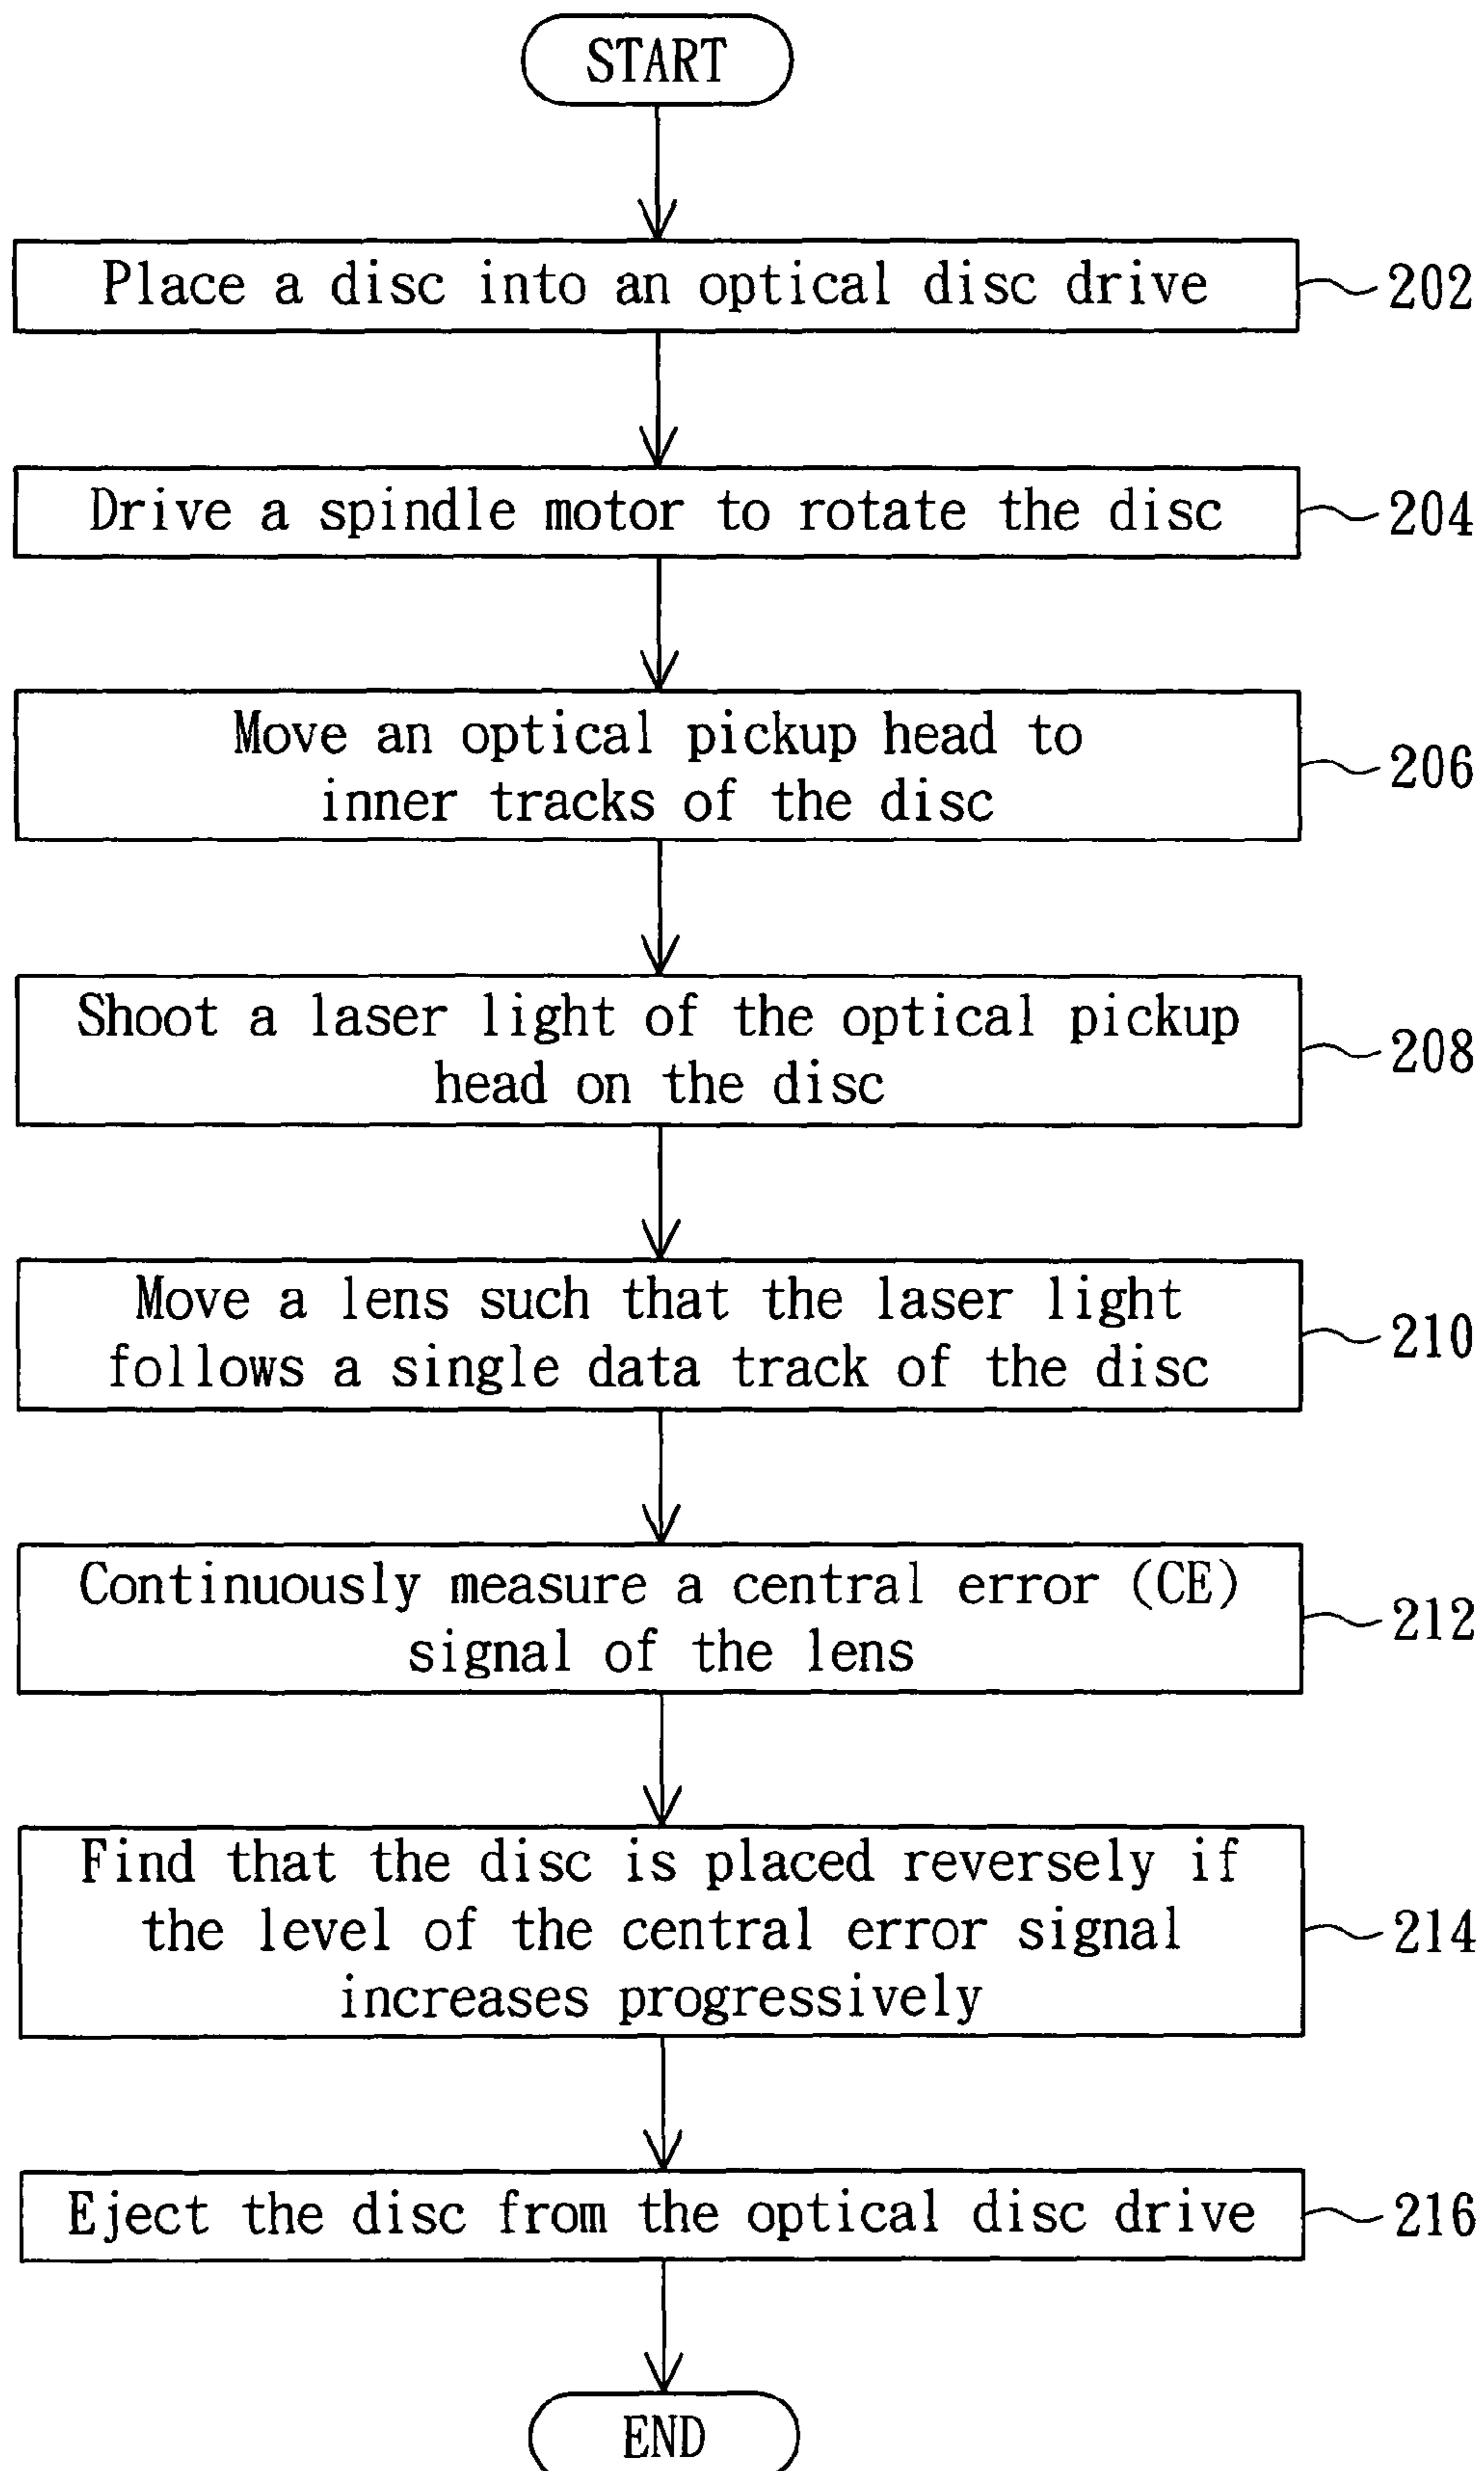 START
Place a disc into an optical disc drive
202
Drive a spindle motor to rotate the disc
204
Move an optical pickup head to
inner tracks of the disc
206
Shoot a laser light of the optical pickup
head on the disc
208
Move a lens such that the laser light
follows a single data track of the disc
210
Continuously measure a central error (CE)
signal of the lens
212
Find that the disc is placed reversely if
the level of the central error signal
increases progressively
214
Eject the disc from the optical disc drive
216
END